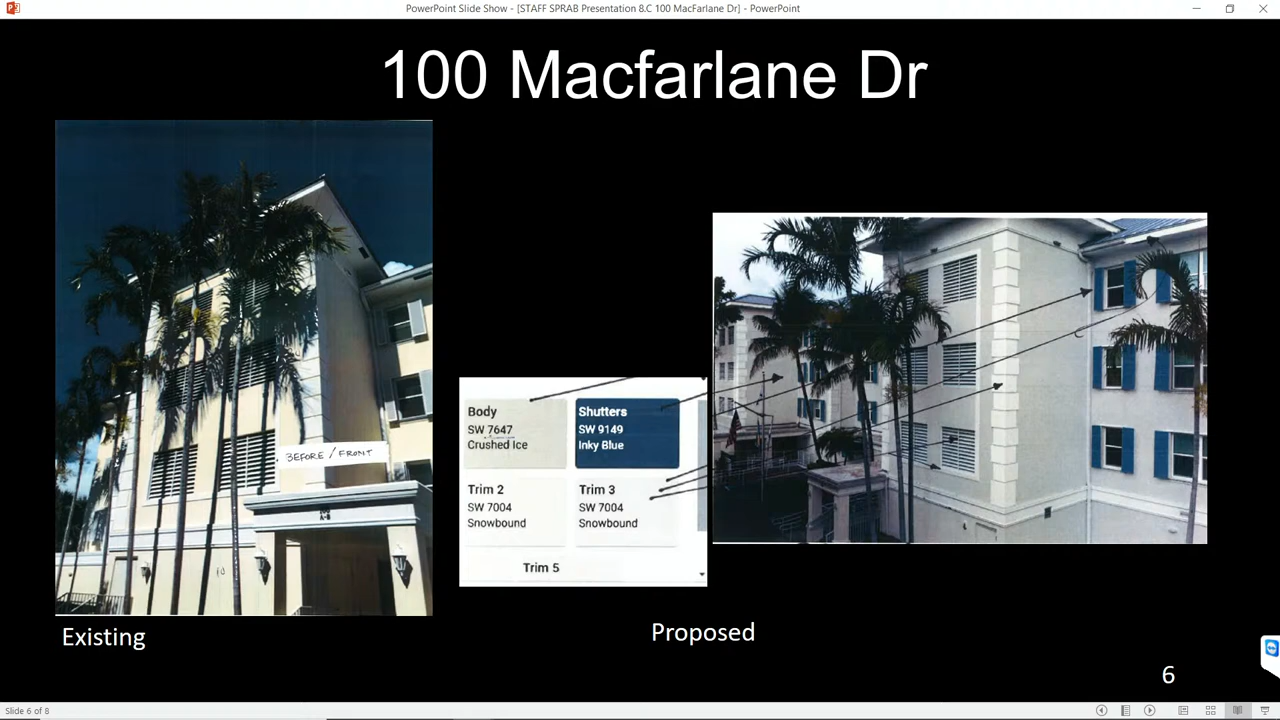 PowerPoint Slide Show - [STAFF SPRAB Presentation 8.C 100 MacFarlane Dr] - PowerPoint
100 Macfarlane Dr
BEFORE / FRONT
Body
SW 7647
Crushed Ice
Shutters
SW 9149
Inky Blue
Trim 2
SW 7004
Snowbound
Trim 3
SW 7004
Snowbound
Trim 5
Existing
Proposed
6
Slide 6 of 8